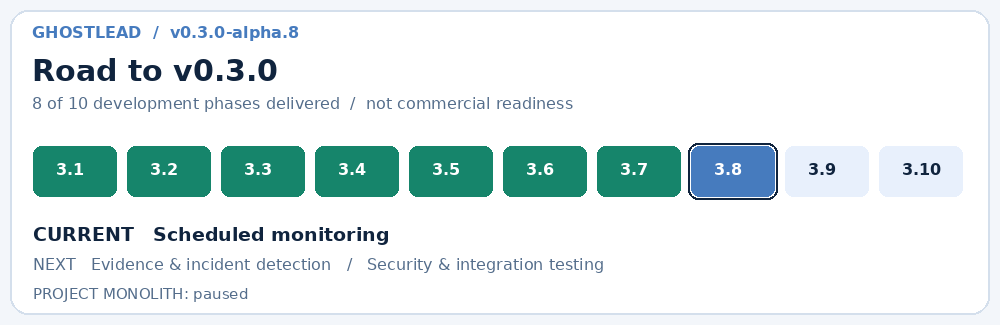 GHOSTLEAD / v0.3.0-alpha.8
Road to v0.3.0
8 of 10 development phases delivered / not commercial readiness
3.1 3.2 3.3 3.4 3.5 3.6 3.7 3.8 3.9 3.10
CURRENT Scheduled monitoring
NEXT Evidence & incident detection / Security & integration testing
PROJECT MONOLITH: paused